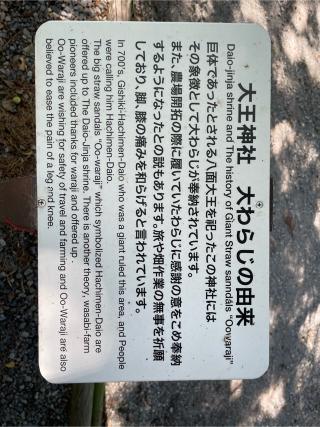 大王神社　大わらじの由来
Daio-jinja shrine and The history of Giant Straw sanndals "Oowaraji"
巨体であったとされる八面大王を祀ったこの神社には
その象徴として大わらじが奉納されています。
また、農場開拓の際に履いていたわらじに感謝の意をこめ奉納
するようになったとの説もあります。旅や畑作業の無事を祈願
しており、脚、膝の痛みを和らげると言われています。
In 700's, Gishiki-Hachimen-Daio who was a giant ruled this area, and People
were calling him Hachimen-Daio.
The big straw sandals "Oo-waraji" which symbolized Hachimen-Daio are
offered up to The Daio-Jinja shrine. There is another theory, wasabi-farm
pioneers included thanks for waraji and offered up .
Oo-Waraji are wishing for safety of travel and farming and Oo-Waraji are also
believed to ease the pain of a leg and knee.